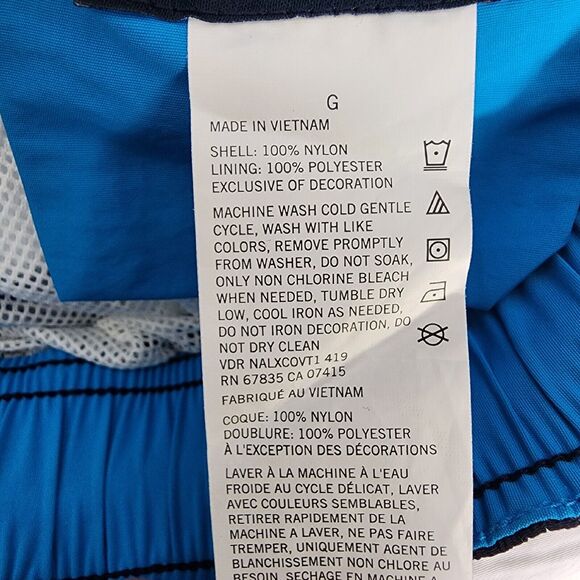 G
MADE IN VIETNAM
SHELL: 100% NYLON
LINING: 100% POLYESTER
EXCLUSIVE OF DECORATION
MACHINE WASH COLD GENTLE
CYCLE, WASH WITH LIKE
COLORS, REMOVE PROMPTLY
FROM WASHER, DO NOT SOAK,
ONLY NON CHLORINE BLEACH
WHEN NEEDED, TUMBLE DRY
LOW, COOL IRON AS NEEDED,
DO NOT IRON DECORATION, DO
NOT DRY CLEAN
VDR NALXCOVT1 419
RN 67835 CA 07415
FABRIQUÉ AU VIETNAM
COQUE: 100% NYLON
DOUBLURE: 100% POLYESTER
À L'EXCEPTION DES DÉCORATIONS
LAVER À LA MACHINE À L'EAU
FROIDE AU CYCLE DÉLICAT, LAVER
AVEC COULEURS SEMBLABLES,
RETIRER RAPIDEMENT DE LA
MACHINE A LAVER, NE PAS FAIRE
TREMPER, UNIQUEMENT AGENT DE
BLANCHISSEMENT NON CHLORE AU
BESOIN, SECHAGE EN MACHINE A